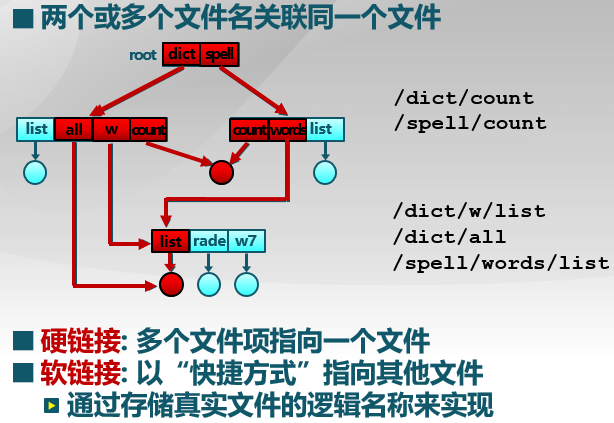 两个或多个文件名关联同一个文件
root dict spell
/dict/count
/spell/count
list all w count count words list
/dict/w/list
/dict/all
/spell/words/list
list rade w7
硬链接: 多个文件项指向一个文件
软链接: 以“快捷方式”指向其他文件
通过存储真实文件的逻辑名称来实现